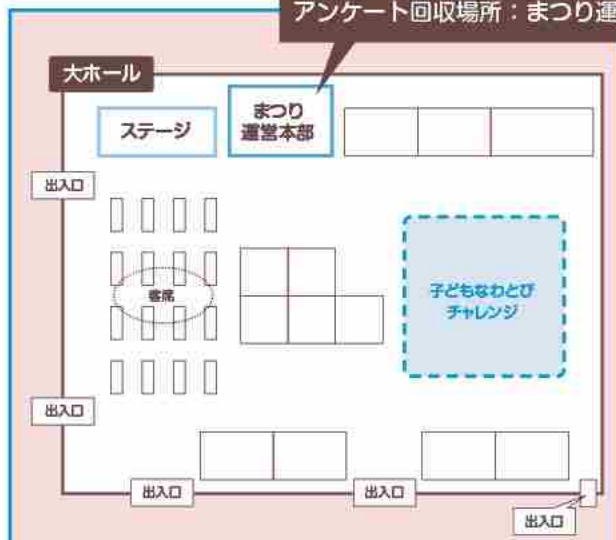 アンケート回収場所：まつり運
大ホール
ステージ
まつり
運営本部
出入口
客席
子どもなわとび
チャレンジ
出入口
出入口
出入口
出入口